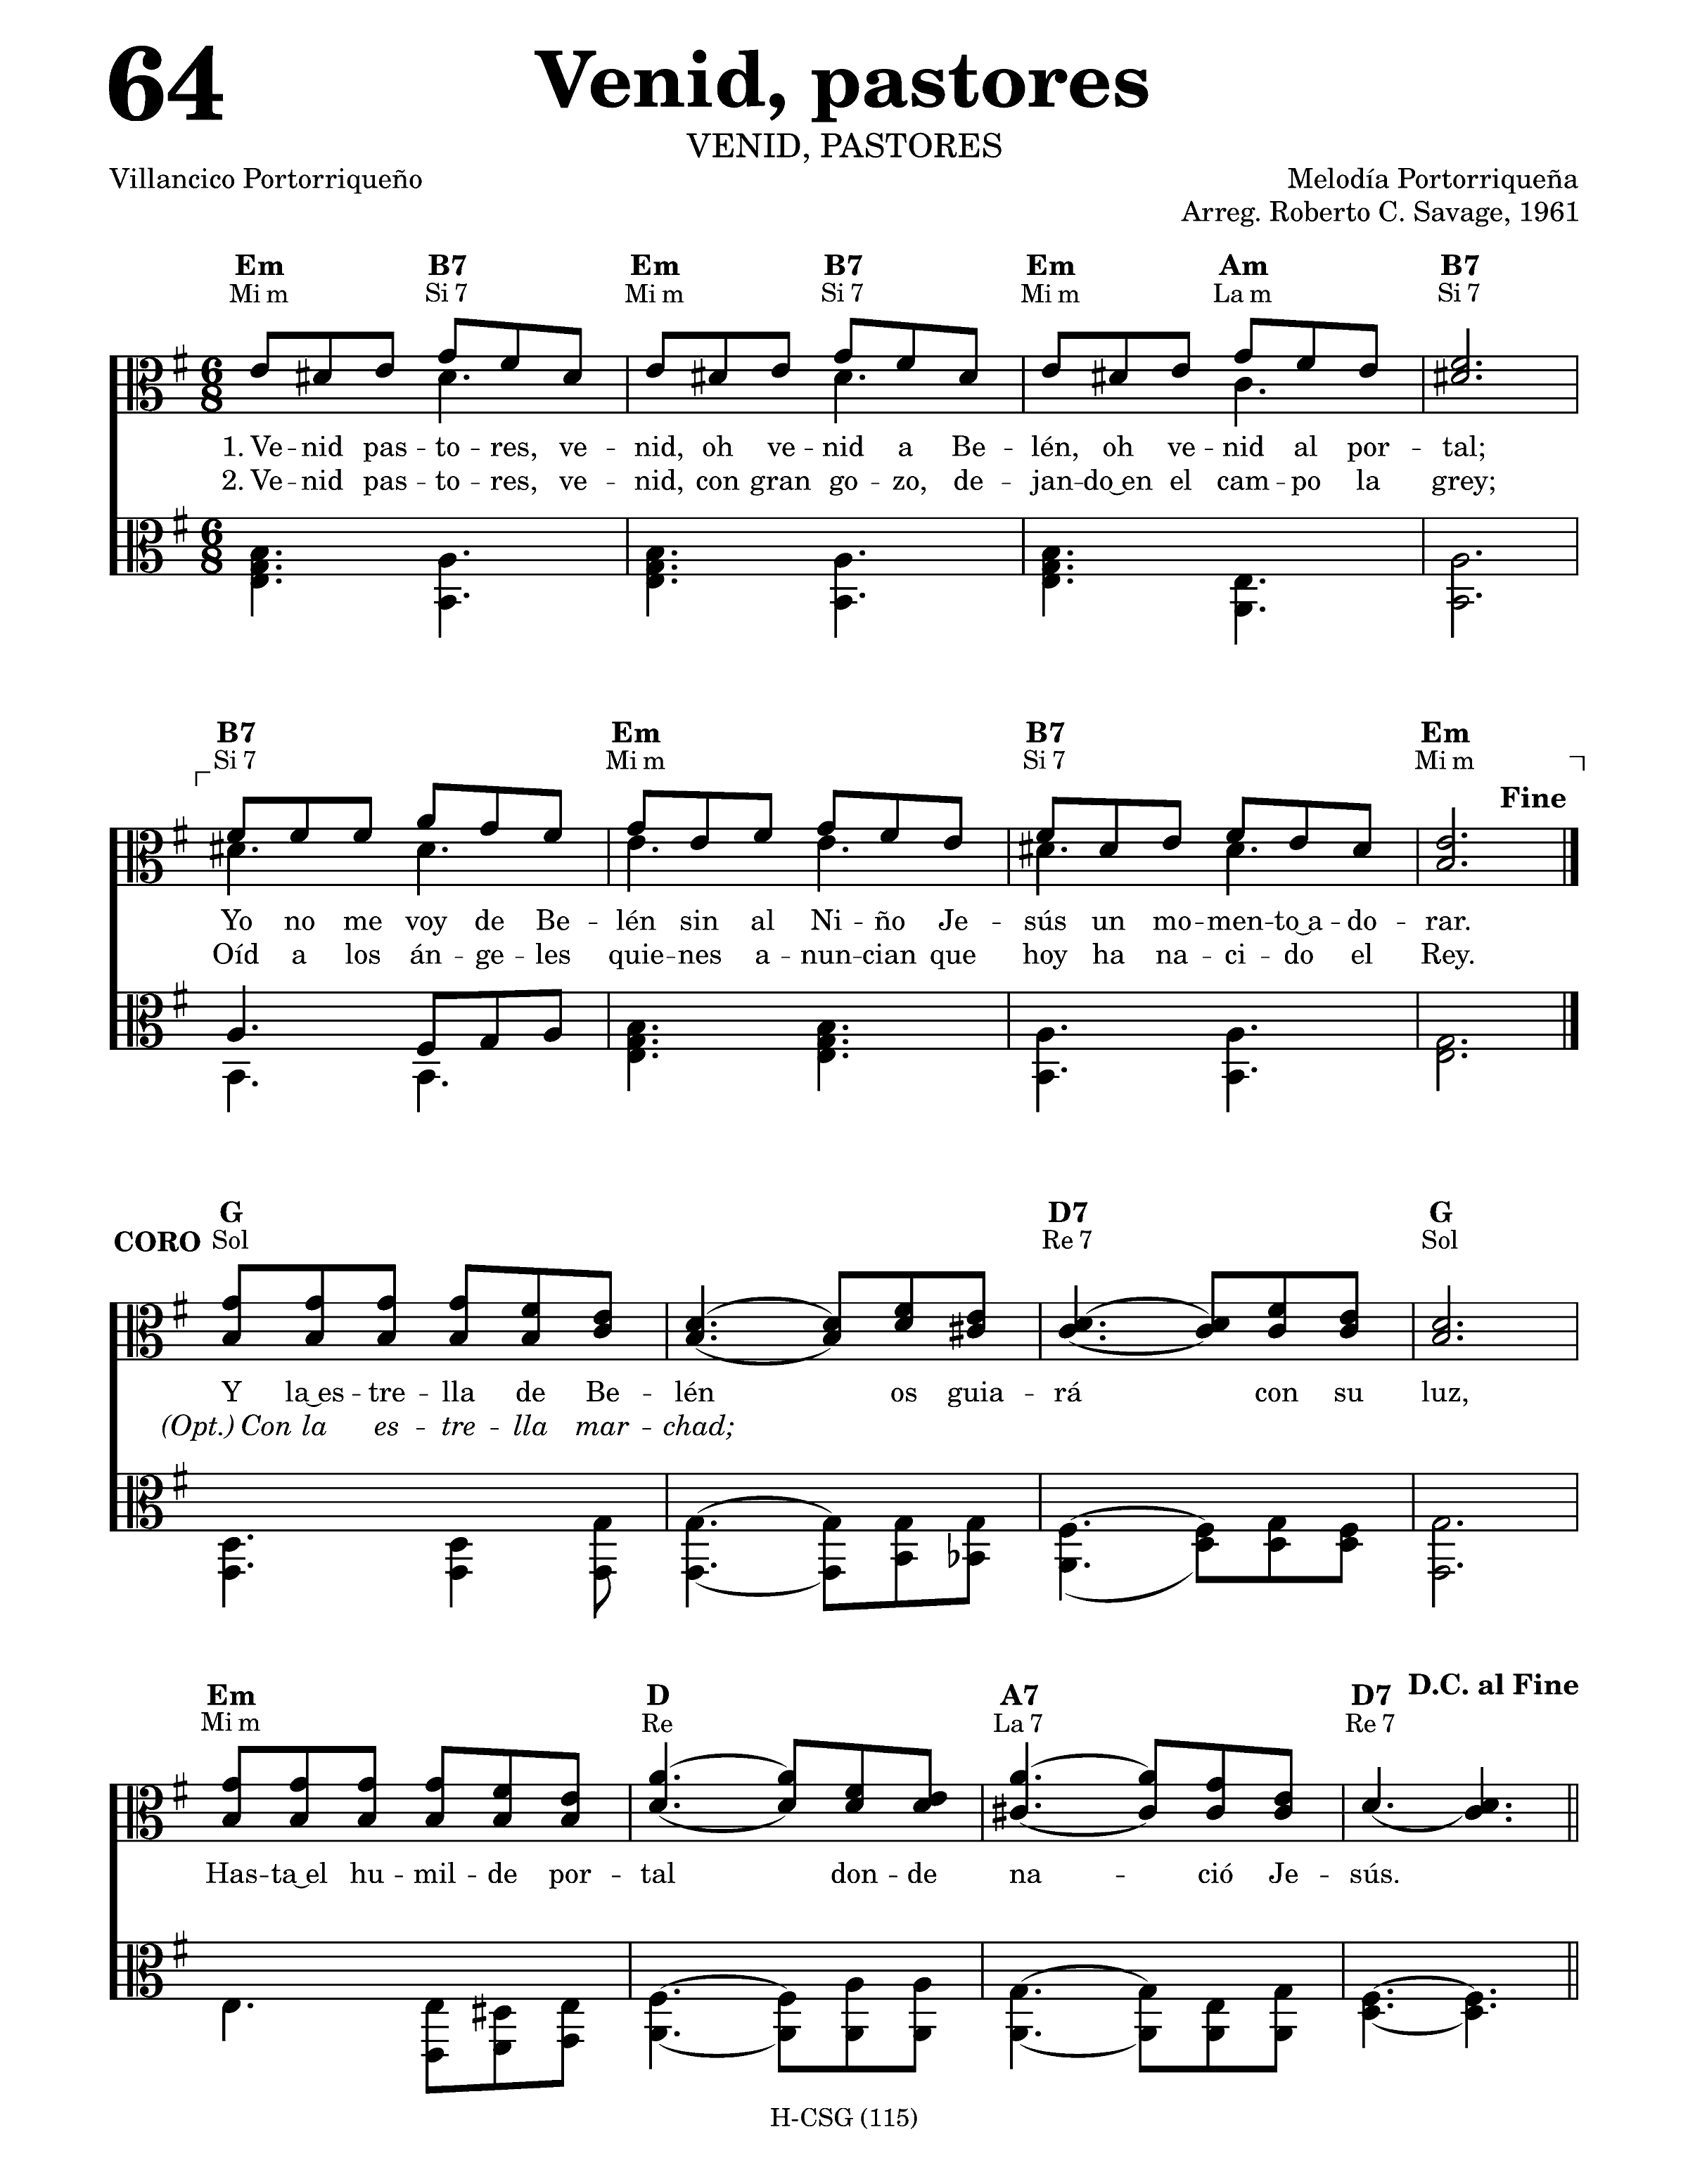 64
Venid, pastores
VENID, PASTORES
Villancico Portorriqueño
Melodía Portorriqueña
Arreg. Roberto C. Savage, 1961
Em B7 Em B7 Em Am B7
Mi m Si 7 Mi m Si 7 Mi m La m Si 7
6
8
1. Ve -- nid pas -- to -- res, ve -- nid, oh ve -- nid a Be -- lén, oh ve -- nid al por -- tal;
2. Ve -- nid pas -- to -- res, ve -- nid, con gran go -- zo, de -- jan -- do‿en el cam -- po la grey;
6
8
B7 Em B7 Em
Si 7 Mi m Si 7 Mi m
Fine
Yo no me voy de Be -- lén sin al Ni -- ño Je -- sús un mo -- men -- to‿a -- do -- rar.
Oíd a los án -- ge -- les quie -- nes a -- nun -- cian que hoy ha na -- ci -- do el Rey.
G D7 G
CORO Sol Re 7 Sol
Y la‿es -- tre -- lla de Be -- lén os guia -- rá con su luz,
(Opt.) Con la es -- tre -- lla mar -- chad;
D.C. al Fine
Em D A7 D7
Mi m Re La 7 Re 7
Has -- ta‿el hu -- mil -- de por -- tal don -- de na -- ció Je -- sús.
H-CSG (115)